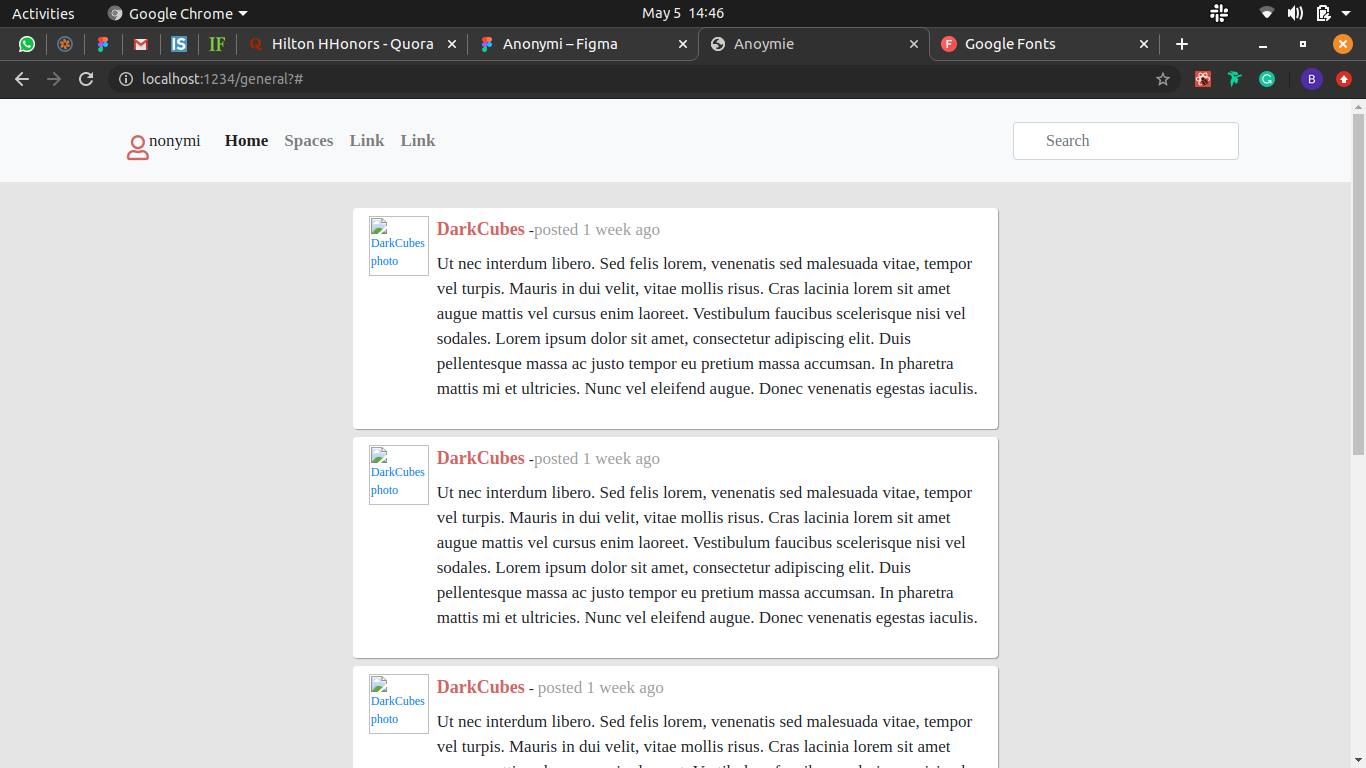 Activities Google Chrome May 5 14:46
IS IF Q Hilton HHonors - Quora Anonymi – Figma Anoymie F Google Fonts
localhost:1234/general?# B
nonymi Home Spaces Link Link Search
DarkCubes photo
DarkCubes -posted 1 week ago
Ut nec interdum libero. Sed felis lorem, venenatis sed malesuada vitae, tempor
vel turpis. Mauris in dui velit, vitae mollis risus. Cras lacinia lorem sit amet
augue mattis vel cursus enim laoreet. Vestibulum faucibus scelerisque nisi vel
sodales. Lorem ipsum dolor sit amet, consectetur adipiscing elit. Duis
pellentesque massa ac justo tempor eu pretium massa accumsan. In pharetra
mattis mi et ultricies. Nunc vel eleifend augue. Donec venenatis egestas iaculis.
DarkCubes photo
DarkCubes -posted 1 week ago
Ut nec interdum libero. Sed felis lorem, venenatis sed malesuada vitae, tempor
vel turpis. Mauris in dui velit, vitae mollis risus. Cras lacinia lorem sit amet
augue mattis vel cursus enim laoreet. Vestibulum faucibus scelerisque nisi vel
sodales. Lorem ipsum dolor sit amet, consectetur adipiscing elit. Duis
pellentesque massa ac justo tempor eu pretium massa accumsan. In pharetra
mattis mi et ultricies. Nunc vel eleifend augue. Donec venenatis egestas iaculis.
DarkCubes photo
DarkCubes - posted 1 week ago
Ut nec interdum libero. Sed felis lorem, venenatis sed malesuada vitae, tempor
vel turpis. Mauris in dui velit, vitae mollis risus. Cras lacinia lorem sit amet